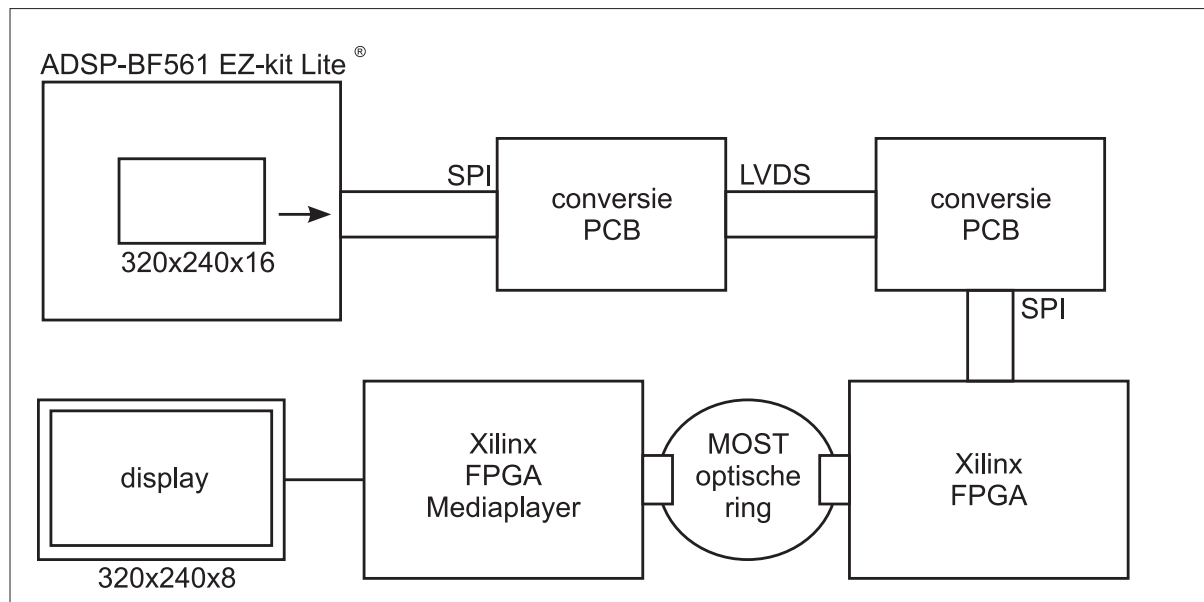 ADSP-BF561 EZ-kit Lite ®
320x240x16
SPI
conversie
PCB
LVDS
conversie
PCB
SPI
display
320x240x8
Xilinx
FPGA
Mediaplayer
MOST
optische
ring
Xilinx
FPGA